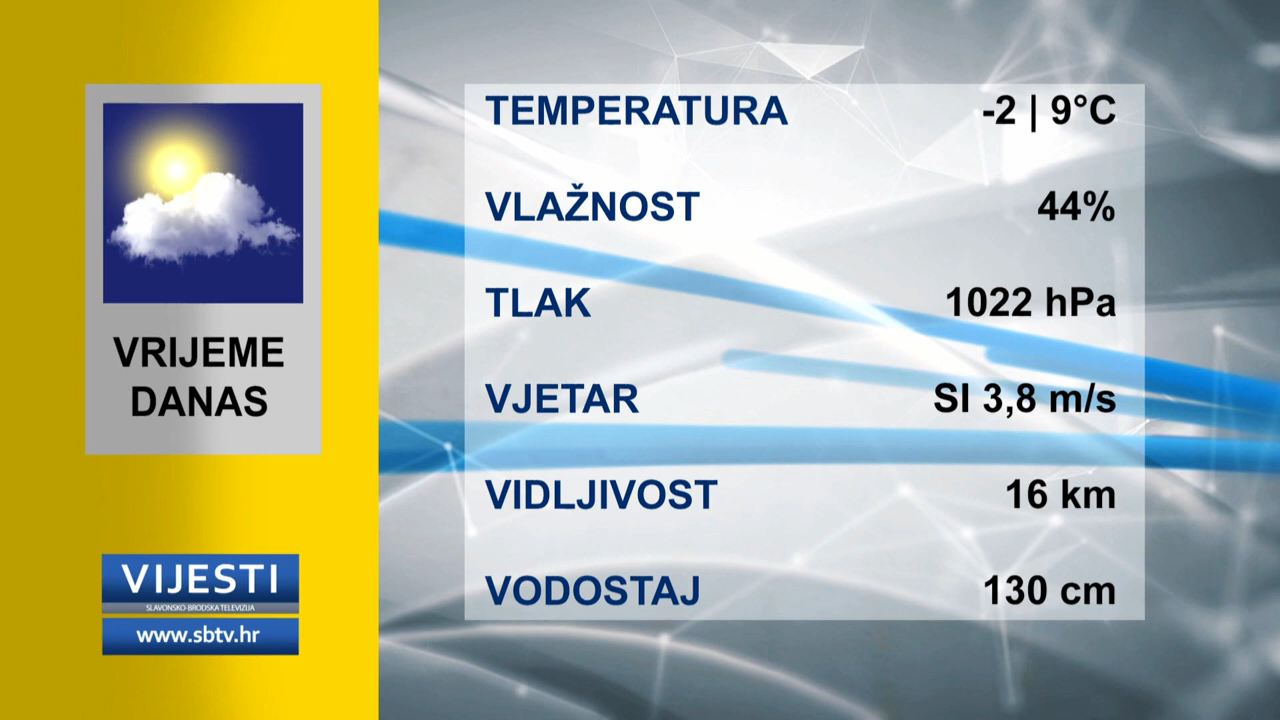 VRIJEME
DANAS
VIJESTI
SLAVONSKO-BRODSKA TELEVIZIJA
www.sbtv.hr
TEMPERATURA -2 | 9°C
VLAŽNOST 44%
TLAK 1022 hPa
VJETAR SI 3,8 m/s
VIDLJIVOST 16 km
VODOSTAJ 130 cm